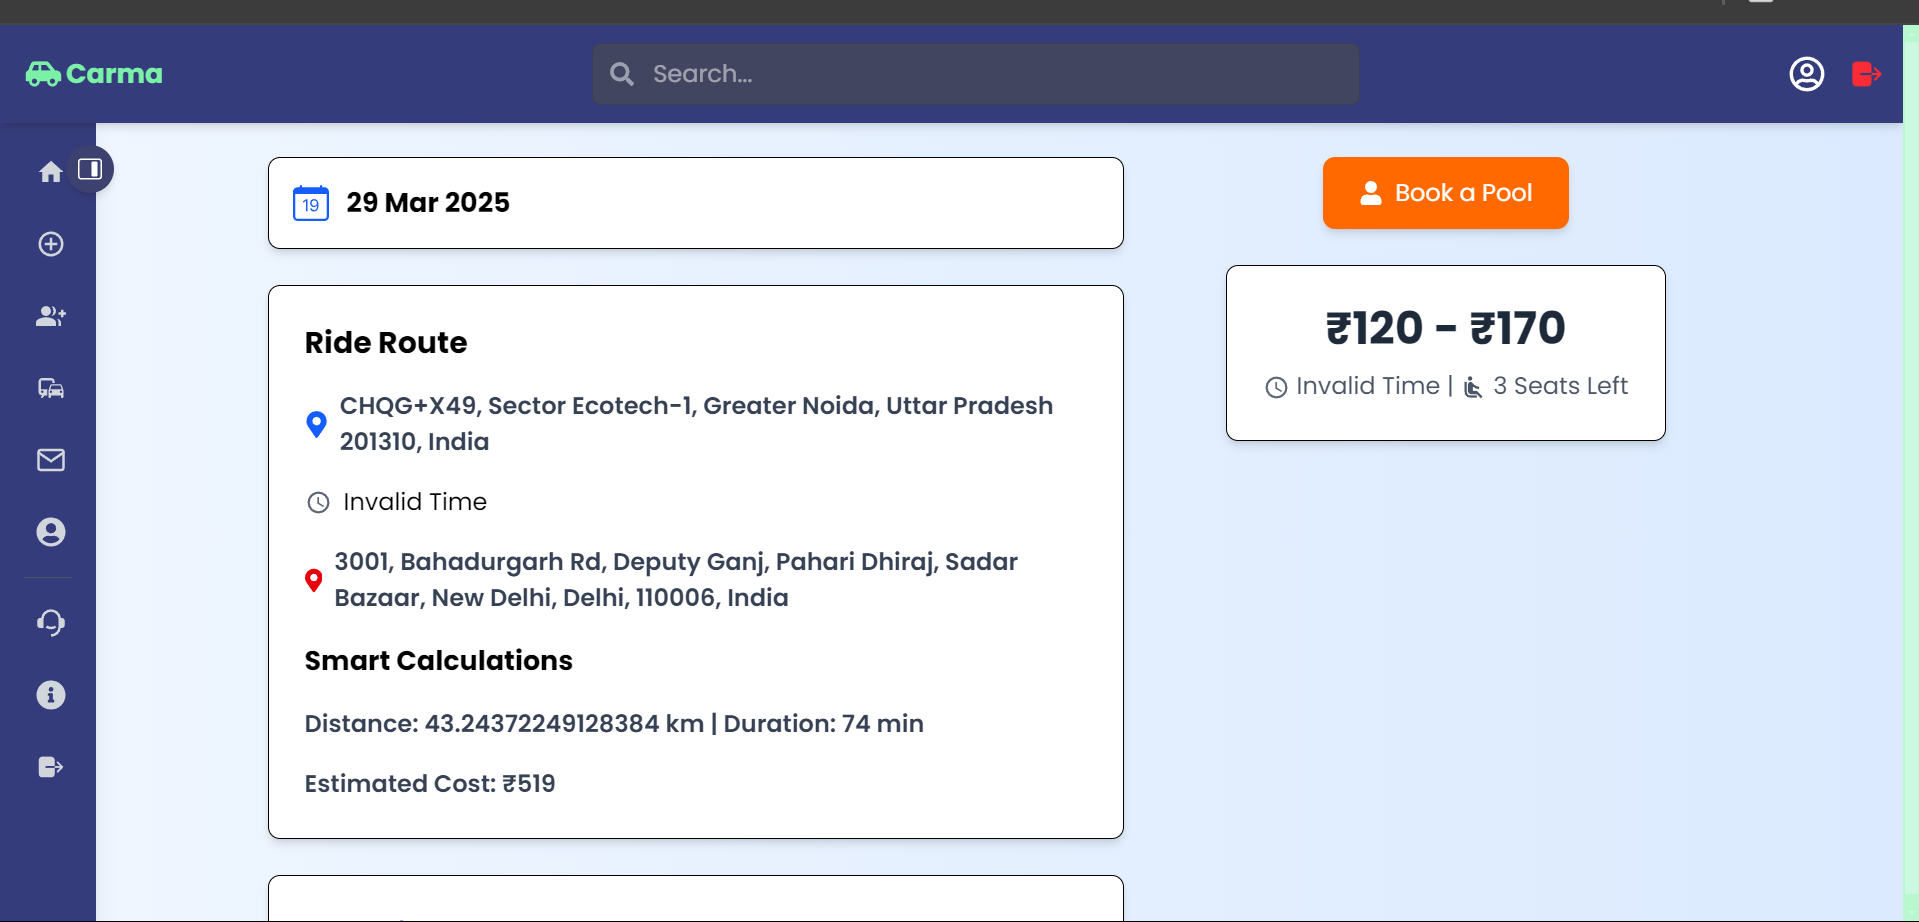 Carma
Search...
19
29 Mar 2025
Book a Pool
₹120 - ₹170
Invalid Time | 3 Seats Left
Ride Route
CHQG+X49, Sector Ecotech-1, Greater Noida, Uttar Pradesh
201310, India
Invalid Time
3001, Bahadurgarh Rd, Deputy Ganj, Pahari Dhiraj, Sadar
Bazaar, New Delhi, Delhi, 110006, India
Smart Calculations
Distance: 43.24372249128384 km | Duration: 74 min
Estimated Cost: ₹519